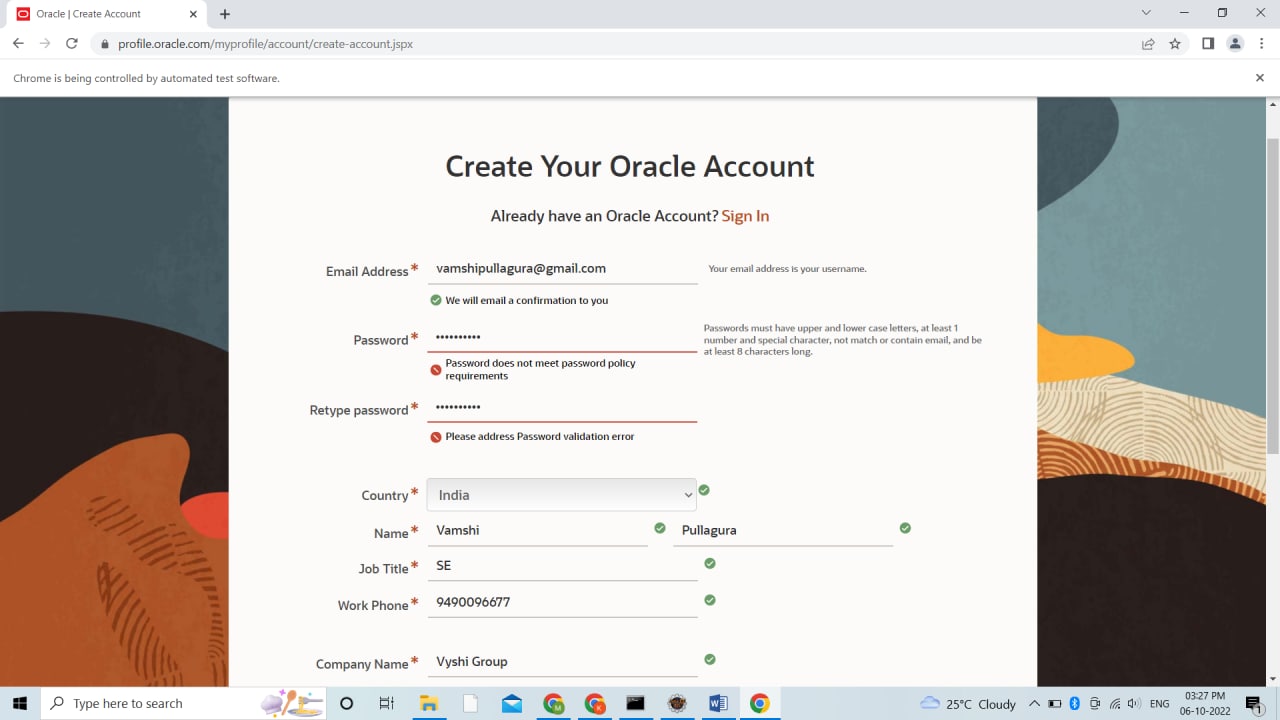 Oracle | Create Account
profile.oracle.com/myprofile/account/create-account.jspx
Chrome is being controlled by automated test software.
Create Your Oracle Account
Already have an Oracle Account? Sign In
Email Address* vamshipullagura@gmail.com Your email address is your username.
We will email a confirmation to you
Password* •••••••••• Passwords must have upper and lower case letters, at least 1
number and special character, not match or contain email, and be
at least 8 characters long.
Password does not meet password policy
requirements
Retype password* ••••••••••
Please address Password validation error
Country* India
Name* Vamshi Pullagura
Job Title* SE
Work Phone* 9490096677
Company Name* Vyshi Group
Type here to search
25°C Cloudy
ENG
03:27 PM
06-10-2022
1